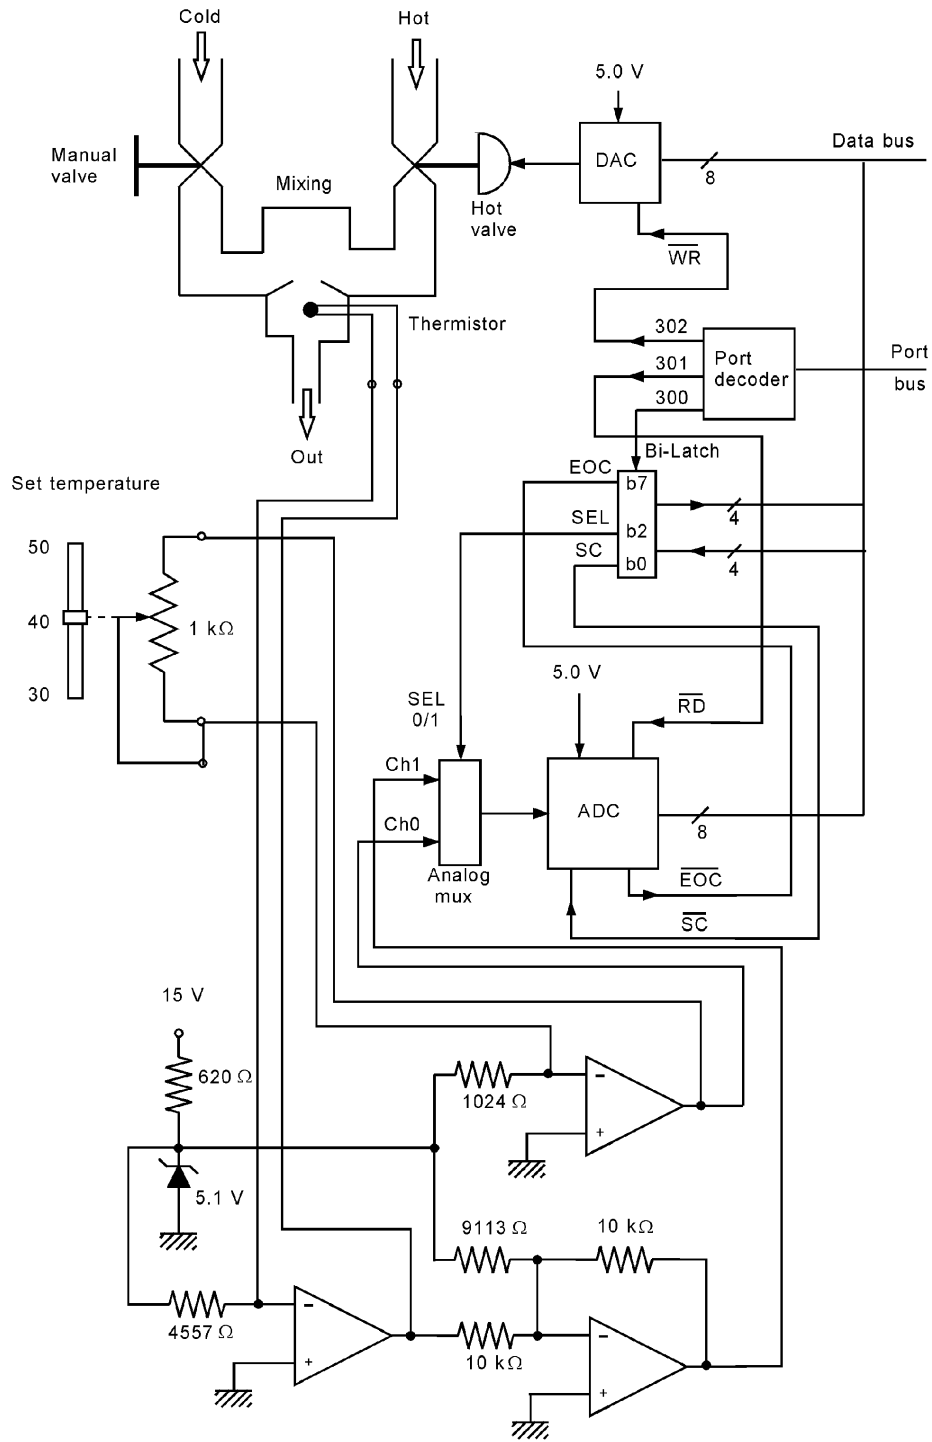 Cold
Hot
5.0 V
Manual
valve
DAC
Data bus
8
Mixing
Hot
valve
WR
Thermistor
302
301
300
Port
decoder
Port
bus
Out
Bi-Latch
EOC
b7
4
SEL
b2
SC
b0
4
Set temperature
50
40
30
1 kΩ
5.0 V
SEL
0/1
RD
Ch1
Ch0
ADC
8
Analog
mux
EOC
SC
15 V
620 Ω
1024 Ω
−
+
5.1 V
9113 Ω
10 kΩ
4557 Ω
−
+
10 kΩ
−
+